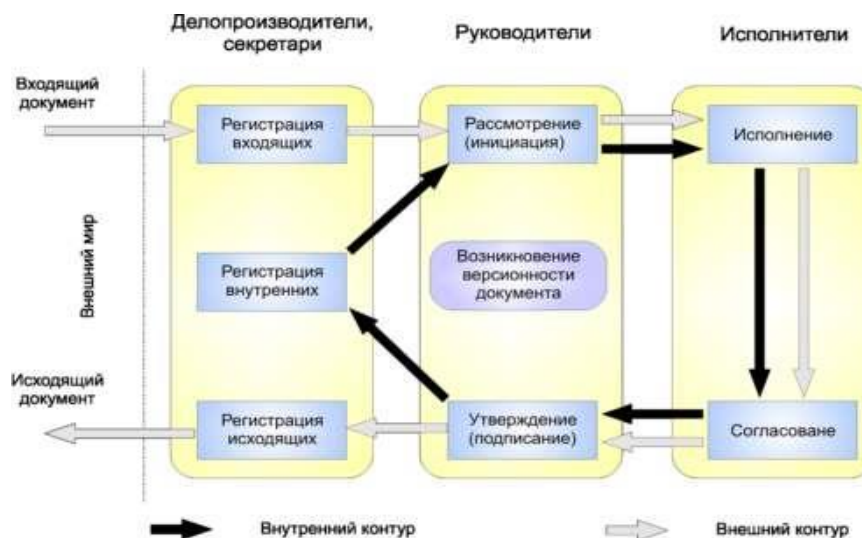 Делопроизводители,
секретари
Руководители
Исполнители
Входящий
документ
Регистрация
входящих
Рассмотрение
(инициация)
Исполнение
Внешний мир
Регистрация
внутренних
Возникновение
версионности
документа
Исходящий
документ
Регистрация
исходящих
Утверждение
(подписание)
Согласоване
Внутренний контур
Внешний контур